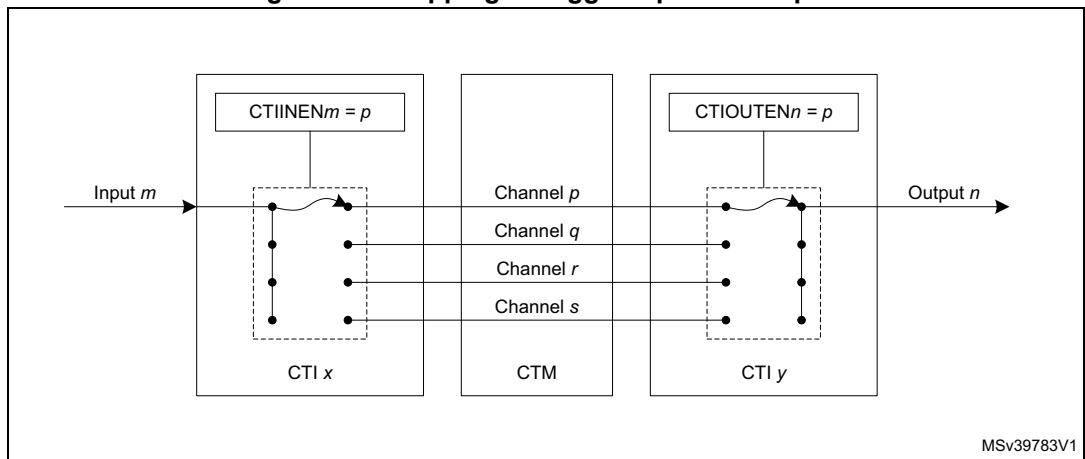 CTIINENm = p
CTIOUTENn = p
Input m
Channel p
Output n
Channel q
Channel r
Channel s
CTI x
CTM
CTI y
MSv39783V1